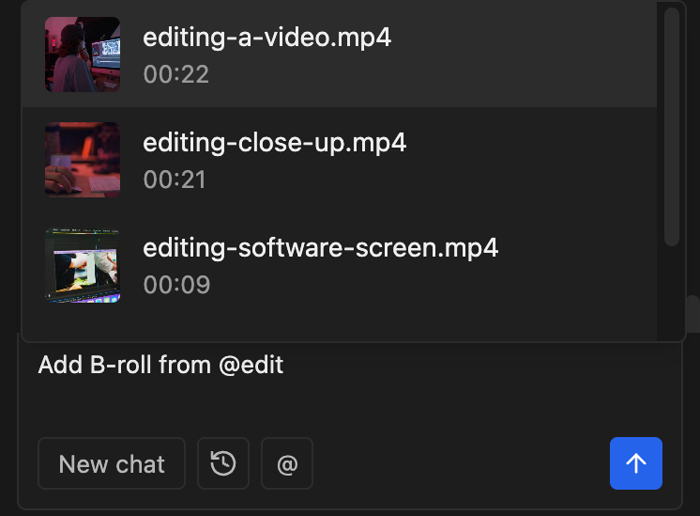 editing-a-video.mp4
00:22
editing-close-up.mp4
00:21
editing-software-screen.mp4
00:09
Add B-roll from @edit
New chat
@